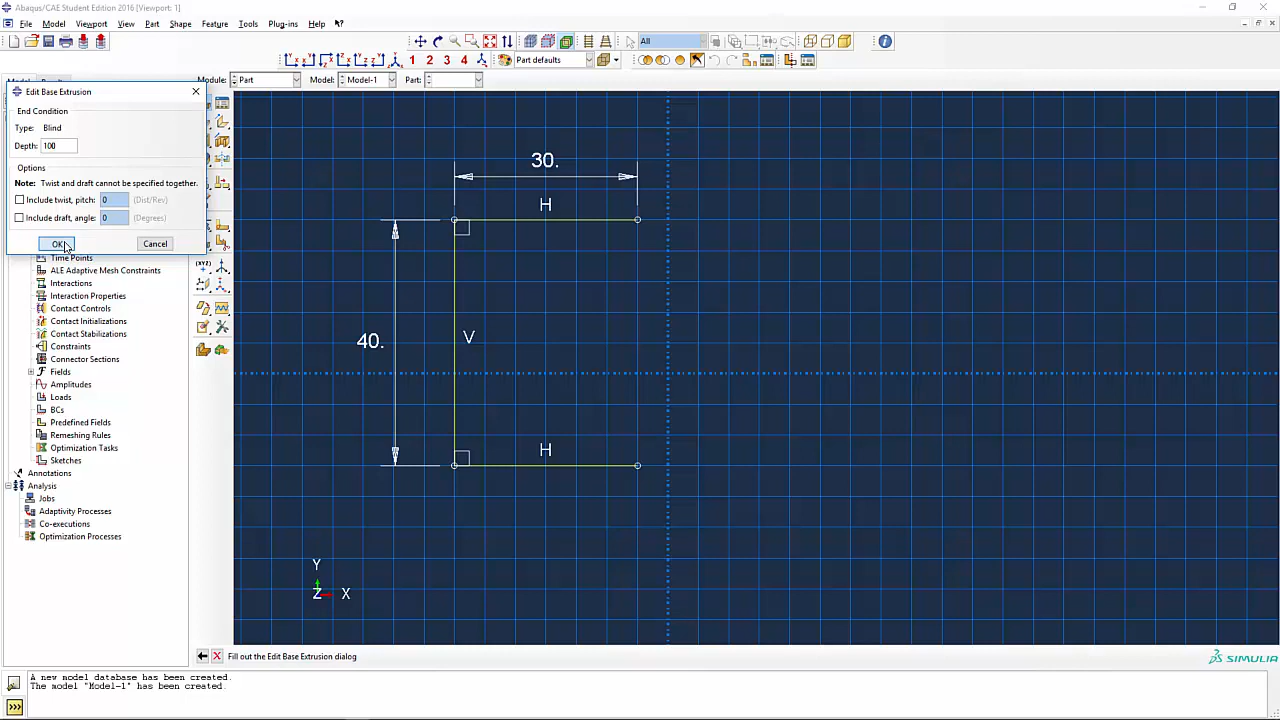 Abaqus/CAE Student Edition 2016 [Viewport: 1]
File Model Viewport View Part Shape Feature Tools Plug-ins Help
All
1 2 3 4 Part defaults
Module: Part Model: Model-1 Part:
Edit Base Extrusion
End Condition
Type: Blind
Depth: 100
Options
Note: Twist and draft cannot be specified together.
Include twist, pitch: 0 (Dist/Rev)
Include draft, angle: 0 (Degrees)
OK Cancel
Time Points
ALE Adaptive Mesh Constraints
Interactions
Interaction Properties
Contact Controls
Contact Initializations
Contact Stabilizations
Constraints
Connector Sections
Fields
Amplitudes
Loads
BCs
Predefined Fields
Remeshing Rules
Optimization Tasks
Sketches
Annotations
Analysis
Jobs
Adaptivity Processes
Co-executions
Optimization Processes
30.
H
40.
V
H
Y
Z X
Fill out the Edit Base Extrusion dialog
SIMULIA
A new model database has been created.
The model "Model-1" has been created.
>>>